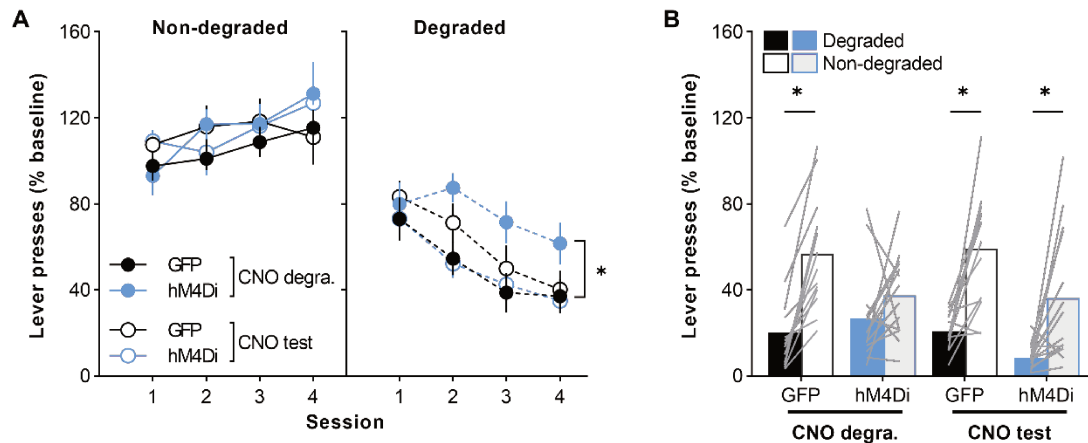 A
Non-degraded
Degraded
Lever presses (% baseline)
160
120
80
40
0
GFP
hM4Di
CNO degra.
GFP
hM4Di
CNO test
*
1 2 3 4 1 2 3 4
Session
B
Degraded
Non-degraded
Lever presses (% baseline)
160
120
80
40
0
* * *
GFP hM4Di GFP hM4Di
CNO degra. CNO test